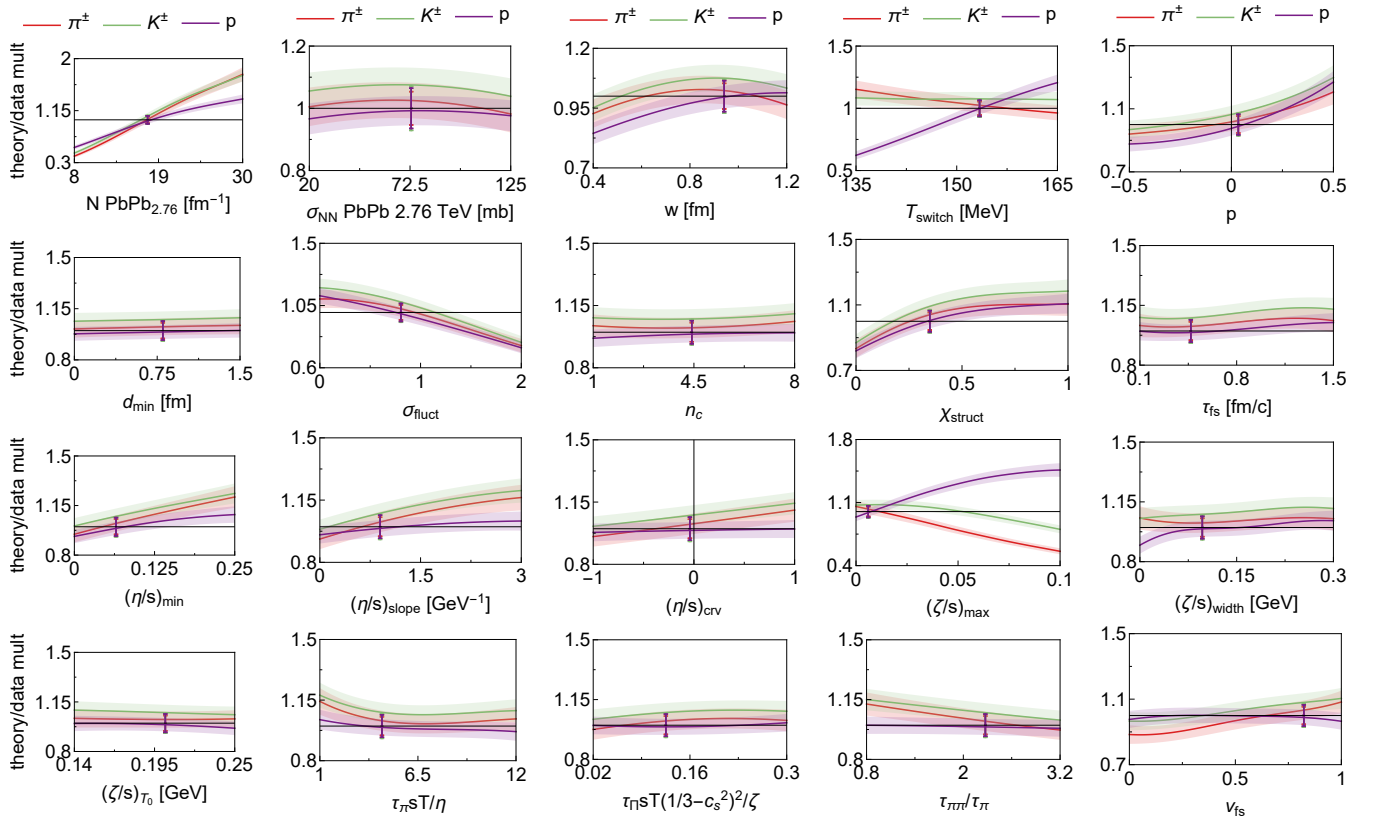 π± K± p π± K± p π± K± p π± K± p π± K± p
theory/data mult
2
1.15
0.3
8 19 30
N PbPb2.76 [fm−1]
1.2
1.0
0.8
20 72.5 125
σNN PbPb 2.76 TeV [mb]
1.2
0.95
0.7
0.4 0.8 1.2
w [fm]
1.5
1
0.5
135 150 165
Tswitch [MeV]
1.5
1.1
0.7
−0.5 0 0.5
p
theory/data mult
1.5
1.15
0.8
0 0.75 1.5
dmin [fm]
1.5
1.05
0.6
0 1 2
σfluct
1.5
1.15
0.8
1 4.5 8
nc
1.5
1.1
0.7
0 0.5 1
χstruct
1.5
1.15
0.8
0.1 0.8 1.5
τfs [fm/c]
theory/data mult
1.5
1.15
0.8
0 0.125 0.25
(η/s)min
1.5
1.15
0.8
0 1.5 3
(η/s)slope [GeV−1]
1.5
1.15
0.8
−1 0 1
(η/s)crv
1.8
1.1
0.4
0 0.05 0.1
(ζ/s)max
1.5
1.15
0.8
0 0.15 0.3
(ζ/s)width [GeV]
theory/data mult
1.5
1.15
0.8
0.14 0.195 0.25
(ζ/s)T0 [GeV]
1.5
1.15
0.8
1 6.5 12
τπsT/η
1.5
1.15
0.8
0.02 0.16 0.3
τΠsT(1/3−cs2)2/ζ
1.5
1.15
0.8
0.8 2 3.2
τππ/τπ
1.5
1.1
0.7
0 0.5 1
vfs